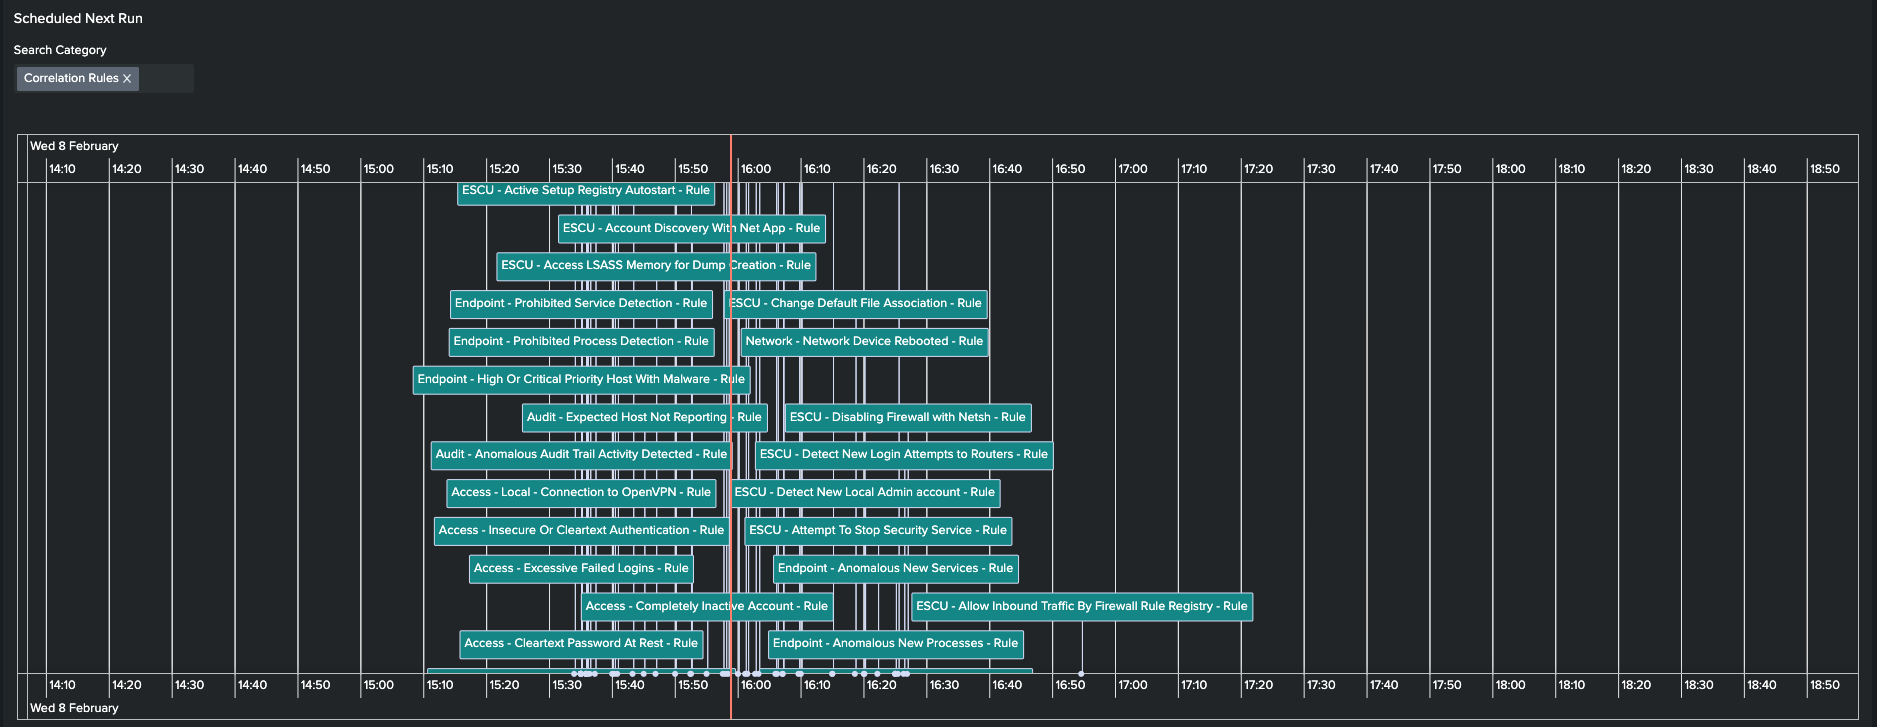 Scheduled Next Run
Search Category
Correlation Rules X
Wed 8 February
14:10 14:20 14:30 14:40 14:50 15:00 15:10 15:20 15:30 15:40 15:50 16:00 16:10 16:20 16:30 16:40 16:50 17:00 17:10 17:20 17:30 17:40 17:50 18:00 18:10 18:20 18:30 18:40 18:50
ESCU - Active Setup Registry Autostart - Rule
ESCU - Account Discovery With Net App - Rule
ESCU - Access LSASS Memory for Dump Creation - Rule
Endpoint - Prohibited Service Detection - Rule ESCU - Change Default File Association - Rule
Endpoint - Prohibited Process Detection - Rule Network - Network Device Rebooted - Rule
Endpoint - High Or Critical Priority Host With Malware - Rule
Audit - Expected Host Not Reporting - Rule ESCU - Disabling Firewall with Netsh - Rule
Audit - Anomalous Audit Trail Activity Detected - Rule ESCU - Detect New Login Attempts to Routers - Rule
Access - Local - Connection to OpenVPN - Rule ESCU - Detect New Local Admin account - Rule
Access - Insecure Or Cleartext Authentication - Rule ESCU - Attempt To Stop Security Service - Rule
Access - Excessive Failed Logins - Rule Endpoint - Anomalous New Services - Rule
Access - Completely Inactive Account - Rule ESCU - Allow Inbound Traffic By Firewall Rule Registry - Rule
Access - Cleartext Password At Rest - Rule Endpoint - Anomalous New Processes - Rule
14:10 14:20 14:30 14:40 14:50 15:00 15:10 15:20 15:30 15:40 15:50 16:00 16:10 16:20 16:30 16:40 16:50 17:00 17:10 17:20 17:30 17:40 17:50 18:00 18:10 18:20 18:30 18:40 18:50
Wed 8 February